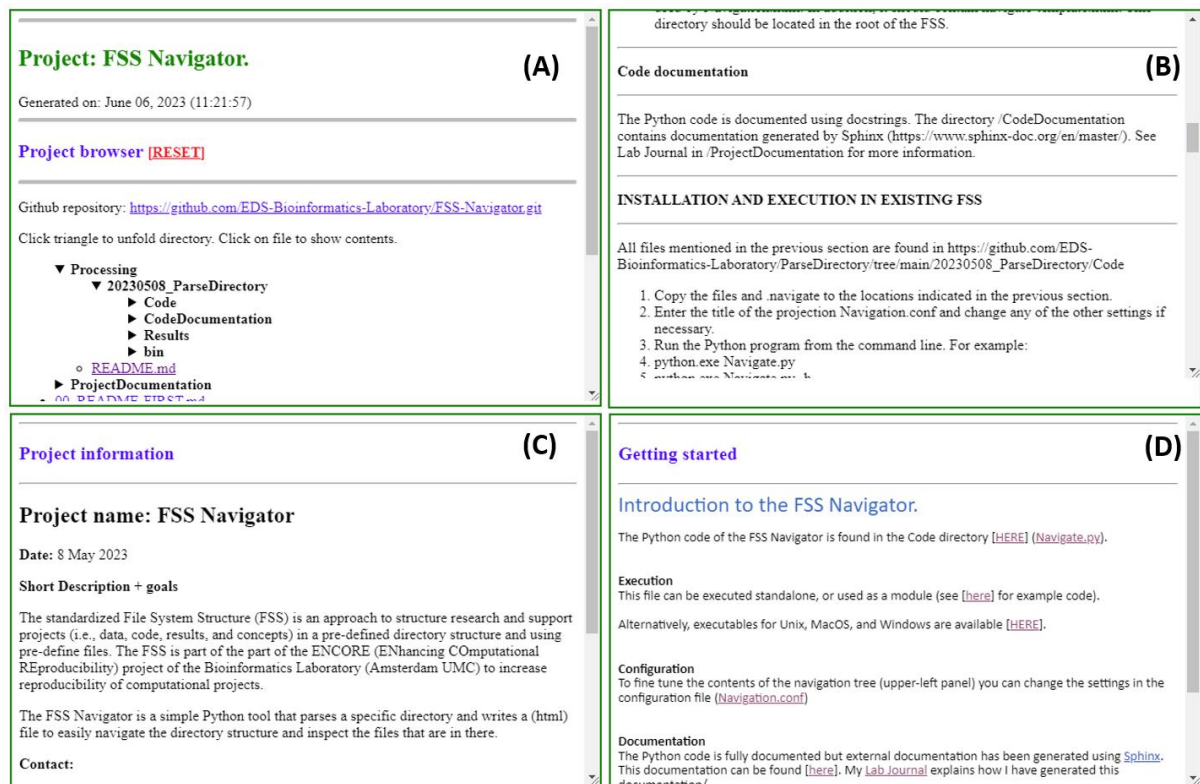 Project: FSS Navigator.
(A)
Generated on: June 06, 2023 (11:21:57)
Project browser [RESET]
Github repository: https://github.com/EDS-Bioinformatics-Laboratory/FSS-Navigator.git
Click triangle to unfold directory. Click on file to show contents.
▼ Processing
▼ 20230508_ParseDirectory
► Code
► CodeDocumentation
► Results
► bin
README.md
► ProjectDocumentation
00_README_FIRST.md
directory should be located in the root of the FSS.
Code documentation
(B)
The Python code is documented using docstrings. The directory /CodeDocumentation
contains documentation generated by Sphinx (https://www.sphinx-doc.org/en/master/). See
Lab Journal in /ProjectDocumentation for more information.
INSTALLATION AND EXECUTION IN EXISTING FSS
All files mentioned in the previous section are found in https://github.com/EDS-
Bioinformatics-Laboratory/ParseDirectory/tree/main/20230508_ParseDirectory/Code
1. Copy the files and .navigate to the locations indicated in the previous section.
2. Enter the title of the projection Navigation.conf and change any of the other settings if
necessary.
3. Run the Python program from the command line. For example:
4. python.exe Navigate.py
5. python.exe Navigate.py -h
Project information
(C)
Project name: FSS Navigator
Date: 8 May 2023
Short Description + goals
The standardized File System Structure (FSS) is an approach to structure research and support
projects (i.e., data, code, results, and concepts) in a pre-defined directory structure and using
pre-define files. The FSS is part of the part of the ENCORE (ENhancing COmputational
REproducibility) project of the Bioinformatics Laboratory (Amsterdam UMC) to increase
reproducibility of computational projects.
The FSS Navigator is a simple Python tool that parses a specific directory and writes a (html)
file to easily navigate the directory structure and inspect the files that are in there.
Contact:
Getting started
(D)
Introduction to the FSS Navigator.
The Python code of the FSS Navigator is found in the Code directory [HERE] (Navigate.py).
Execution
This file can be executed standalone, or used as a module (see [here] for example code).
Alternatively, executables for Unix, MacOS, and Windows are available [HERE].
Configuration
To fine tune the contents of the navigation tree (upper-left panel) you can change the settings in the
configuration file (Navigation.conf)
Documentation
The Python code is fully documented but external documentation has been generated using Sphinx.
This documentation can be found [here]. My Lab Journal explains how I have generated this